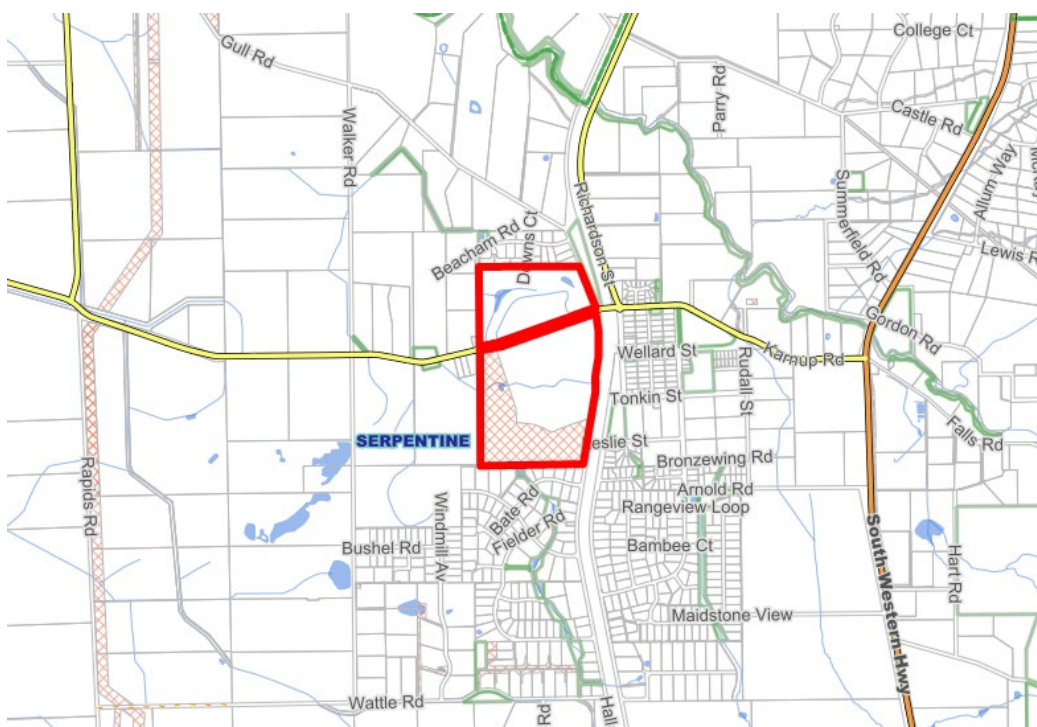 College Ct
Gull Rd
Parry Rd
Castle Rd
Walker Rd
Allum Way
Richardson St
Summerfield Rd
Beacham Rd
Downs Ct
Lewis R
Gordon Rd
Wellard St
Karnup Rd
Rudall St
Tonkin St
Falls Rd
SERPENTINE
eslie St
Rapids Rd
Bronzewing Rd
Arnold Rd
Bate Rd
Rangeview Loop
Windmill Av
Fielder Rd
Bushel Rd
Bambee Ct
South Western Hwy
Hart Rd
Maidstone View
Wattle Rd
Rd
Hall